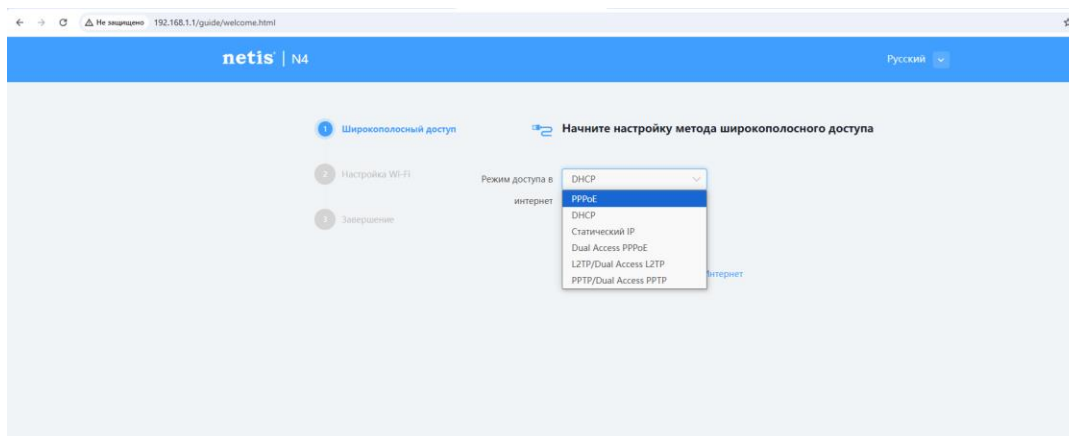 Не защищено 192.168.1.1/guide/welcome.html
netis | N4
Русский
1 Широкополосный доступ
Начните настройку метода широкополосного доступа
2 Настройка Wi-Fi
Режим доступа в интернет
DHCP
PPPoE
DHCP
Статический IP
Dual Access PPPoE
L2TP/Dual Access L2TP
PPTP/Dual Access PPTP
Интернет
3 Завершение